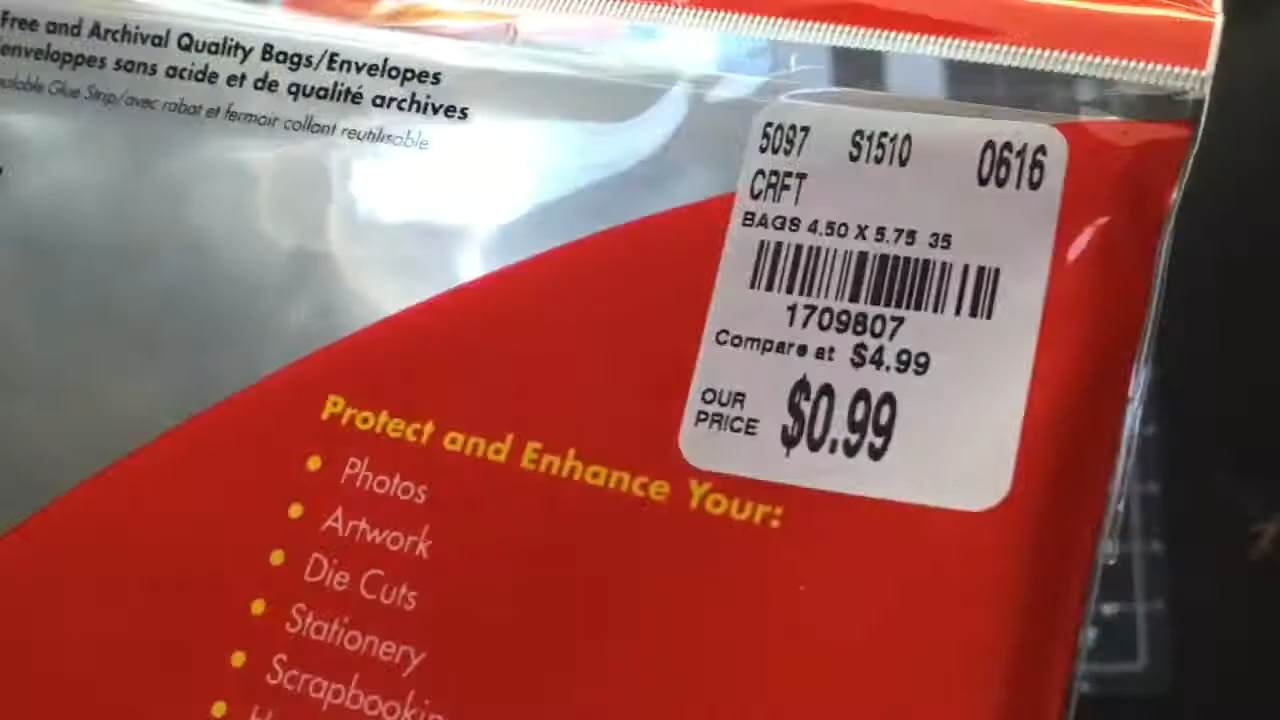 Free and Archival Quality Bags/Envelopes
enveloppes sans acide et de qualité archives
Glue Strip/avec rabat et fermoir collant reutilisable
5097 S1510 0616
CRFT
BAGS 4.50 X 5.75 35
1709807
Compare at $4.99
OUR PRICE $0.99
Protect and Enhance Your:
• Photos
• Artwork
• Die Cuts
• Stationery
• Scrapbookin